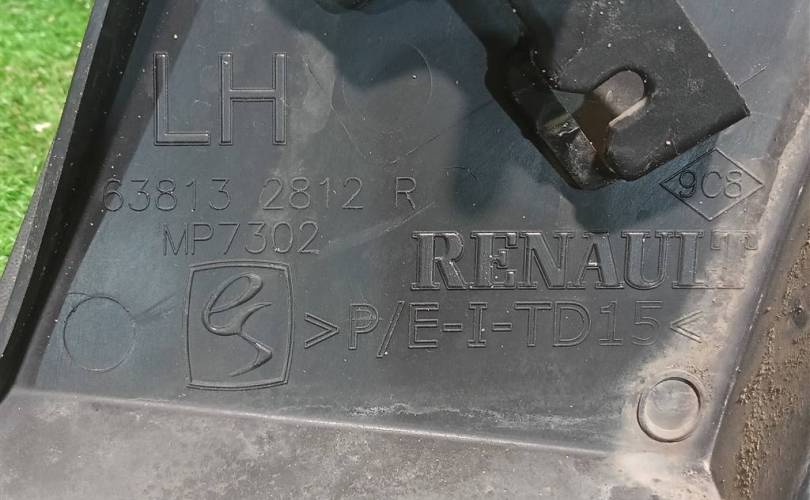 LH
63813 2812 R
9C8
MP7302
RENAULT
>P/E-I-TD15<